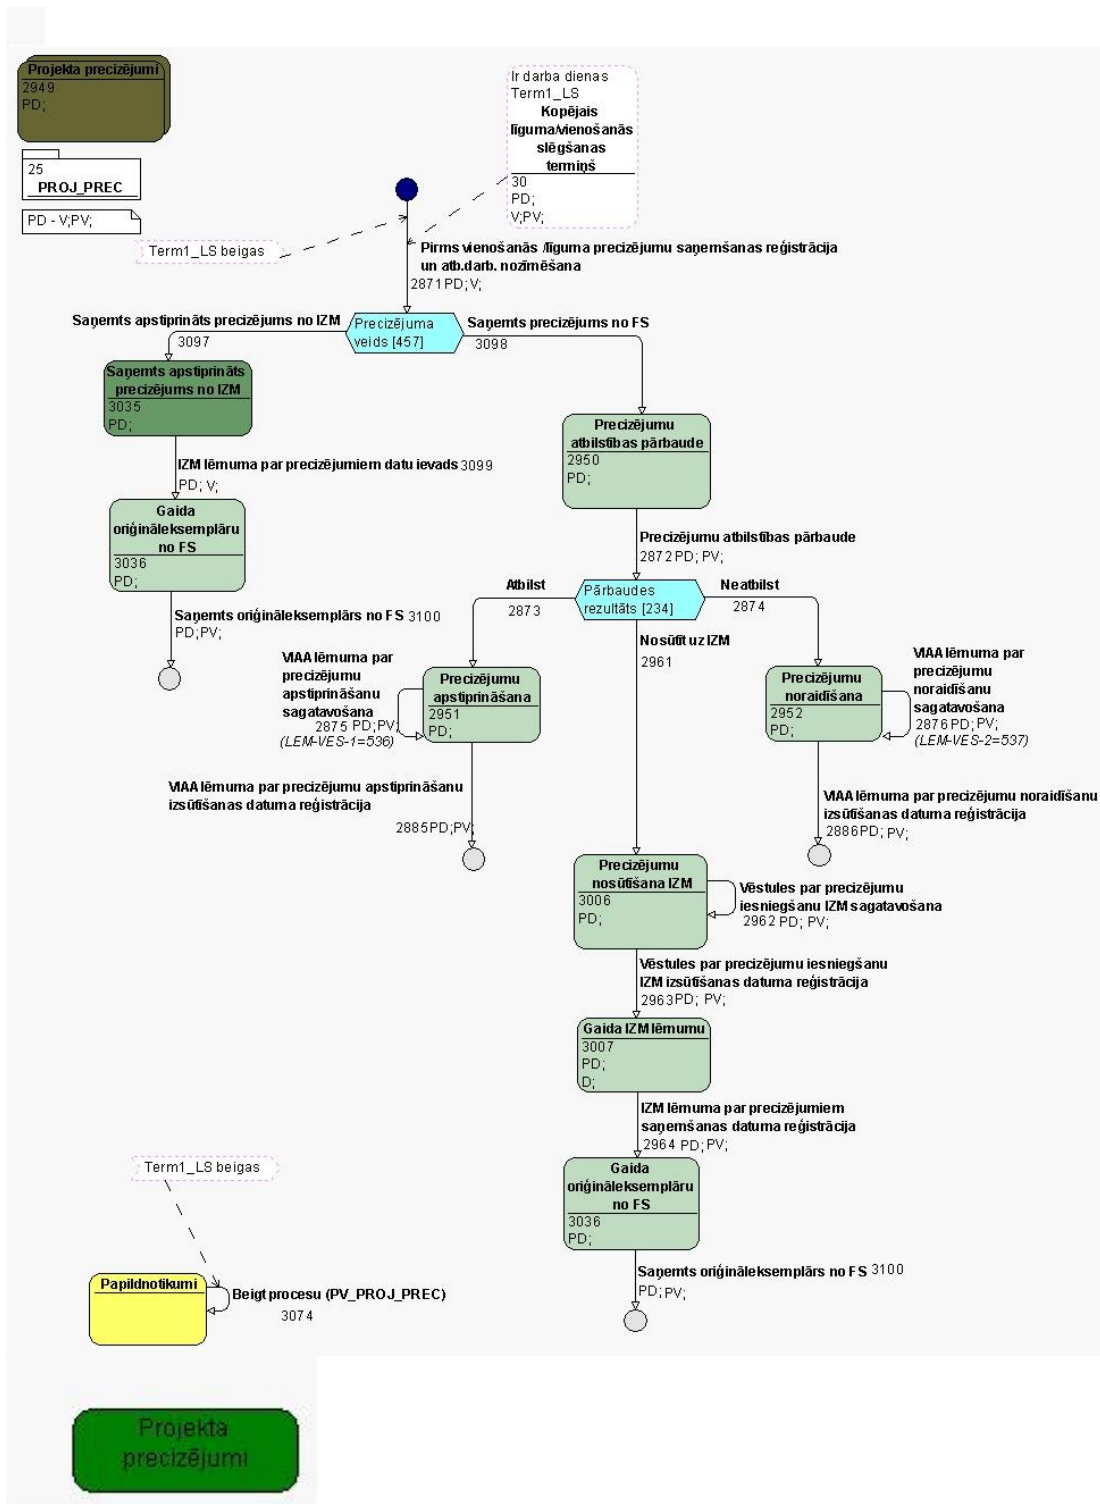 Projekta precizējumi
2949
PD;
25
PROJ_PREC
PD - V;PV;
Ir darba dienas
Term1_LS
Kopējais
līguma/vienošanās
slēgšanas
termiņš
30
PD;
V;PV;
Term1_LS beigas
Pirms vienošanās /līguma precizējumu saņemšanas reģistrācija
un atb.darb. nozīmēšana
2871 PD; V;
Saņemts apstiprināts precizējums no IZM
3097
Precizējuma
veids [457]
Saņemts precizējums no FS
3098
Saņemts apstiprināts
precizējums no IZM
3035
PD;
Precizējumu
atbilstības pārbaude
2950
PD;
IZM lēmuma par precizējumiem datu ievads 3099
PD; V;
Gaida
oriģināleksemplāru
no FS
3036
PD;
Precizējumu atbilstības pārbaude
2872 PD; PV;
Atbilst
2873
Pārbaudes
rezultāts [234]
Neatbilst
2874
Saņemts oriģināleksemplārs no FS 3100
PD;PV;
Nosūtīt uz IZM
2961
VIAA lēmuma par
precizējumu
apstiprināšanu
sagatavošana
2875 PD;PV;
(LEM-VES-1=536)
Precizējumu
apstiprināšana
2951
PD;
Precizējumu
noraidīšana
2952
PD;
VIAA lēmuma par
precizējumu
noraidīšanu
sagatavošana
2876 PD; PV;
(LEM-VES-2=537)
VIAA lēmuma par precizējumu apstiprināšanu
izsūtīšanas datuma reģistrācija
2885PD;PV;
VIAA lēmuma par precizējumu noraidīšanu
izsūtīšanas datuma reģistrācija
2886PD; PV;
Precizējumu
nosūtīšana IZM
3006
PD;
Vēstules par precizējumu
iesniegšanu IZM sagatavošana
2962 PD; PV;
Vēstules par precizējumu iesniegšanu
IZM izsūtīšanas datuma reģistrācija
2963PD; PV;
Gaida IZM lēmumu
3007
PD;
D;
IZM lēmuma par precizējumiem
saņemšanas datuma reģistrācija
2964 PD; PV;
Gaida
oriģināleksemplāru
no FS
3036
PD;
Saņemts oriģināleksemplārs no FS 3100
PD;PV;
Term1_LS beigas
Papildnotikumi
Beigt procesu (PV_PROJ_PREC)
3074
Projekta
precizējumi